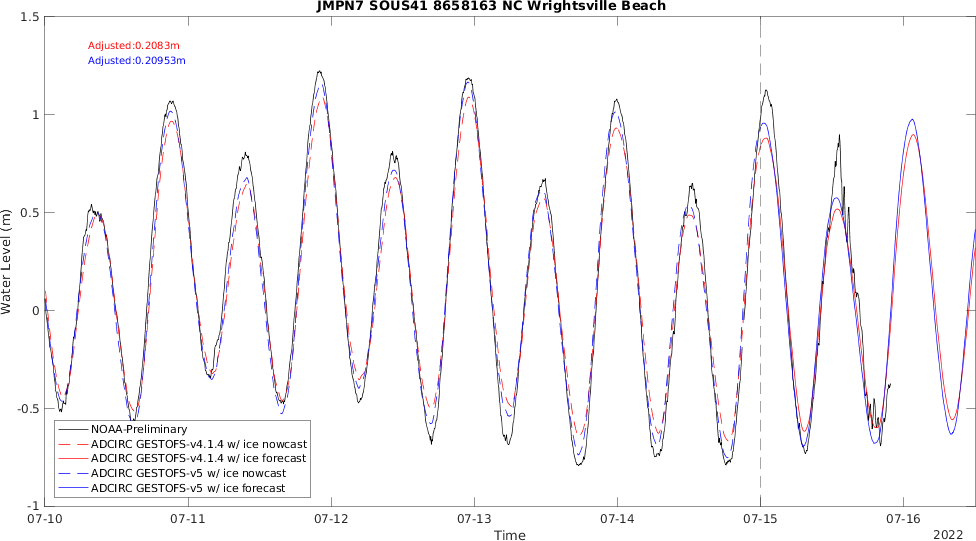 JMPN7 SOUS41 8658163 NC Wrightsville Beach
1.5
Adjusted:0.2083m
Adjusted:0.20953m
1
0.5
0
-0.5
-1
Water Level (m)
NOAA-Preliminary
ADCIRC GESTOFS-v4.1.4 w/ ice nowcast
ADCIRC GESTOFS-v4.1.4 w/ ice forecast
ADCIRC GESTOFS-v5 w/ ice nowcast
ADCIRC GESTOFS-v5 w/ ice forecast
07-10 07-11 07-12 07-13 07-14 07-15 07-16
Time
2022